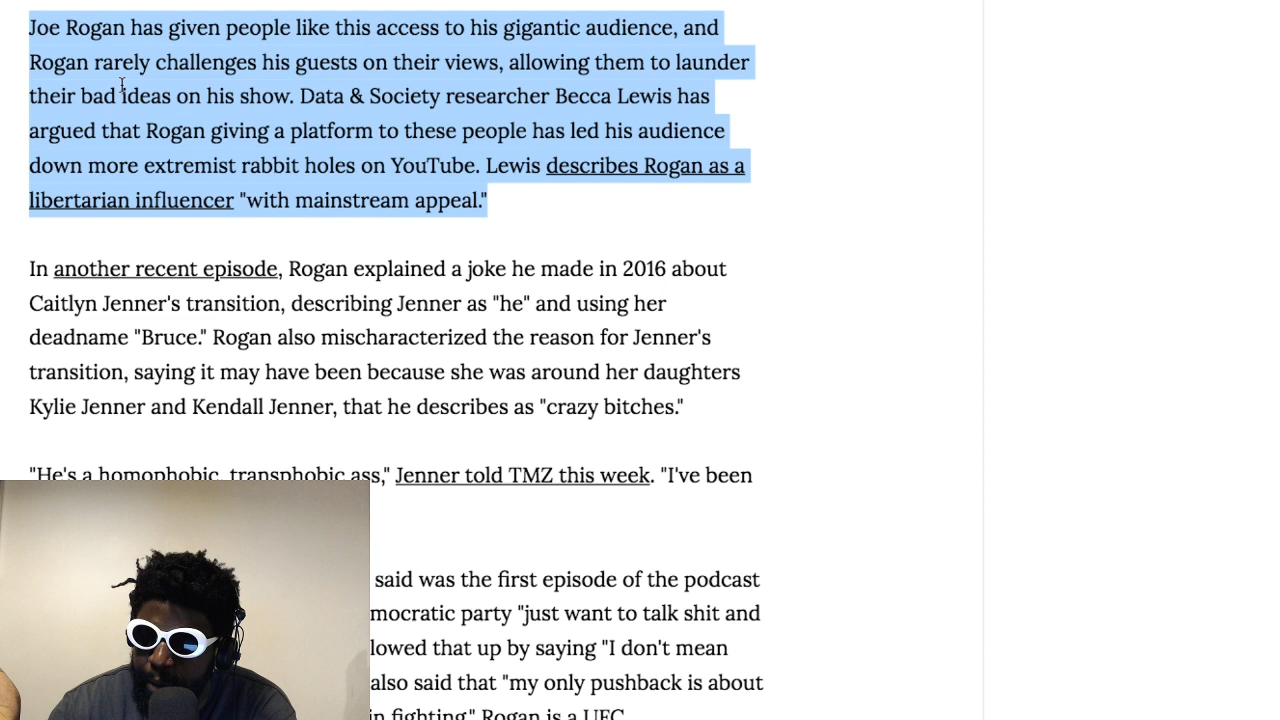 Joe Rogan has given people like this access to his gigantic audience, and
Rogan rarely challenges his guests on their views, allowing them to launder
their bad ideas on his show. Data & Society researcher Becca Lewis has
argued that Rogan giving a platform to these people has led his audience
down more extremist rabbit holes on YouTube. Lewis describes Rogan as a
libertarian influencer "with mainstream appeal."
In another recent episode, Rogan explained a joke he made in 2016 about
Caitlyn Jenner's transition, describing Jenner as "he" and using her
deadname "Bruce." Rogan also mischaracterized the reason for Jenner's
transition, saying it may have been because she was around her daughters
Kylie Jenner and Kendall Jenner, that he describes as "crazy bitches."
"He's a homophobic, transphobic ass," Jenner told TMZ this week. "I've been
said was the first episode of the podcast
mocratic party "just want to talk shit and
lowed that up by saying "I don't mean
also said that "my only pushback is about
in fighting." Rogan is a UFC